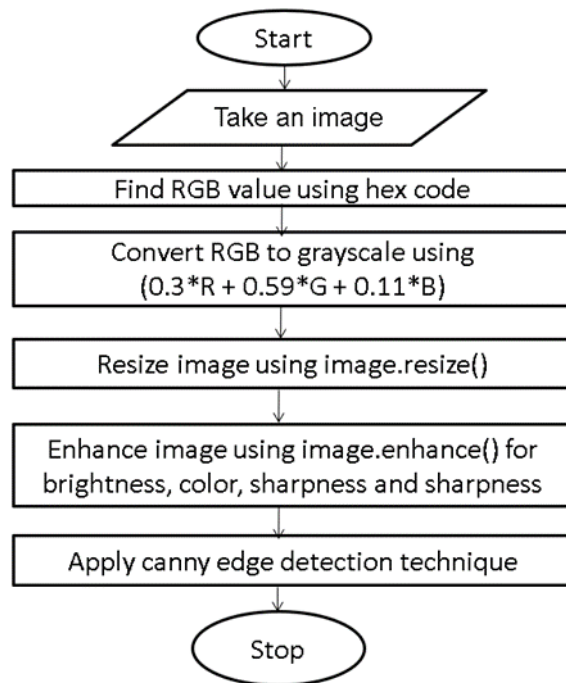 Start
Take an image
Find RGB value using hex code
Convert RGB to grayscale using
(0.3*R + 0.59*G + 0.11*B)
Resize image using image.resize()
Enhance image using image.enhance() for
brightness, color, sharpness and sharpness
Apply canny edge detection technique
Stop